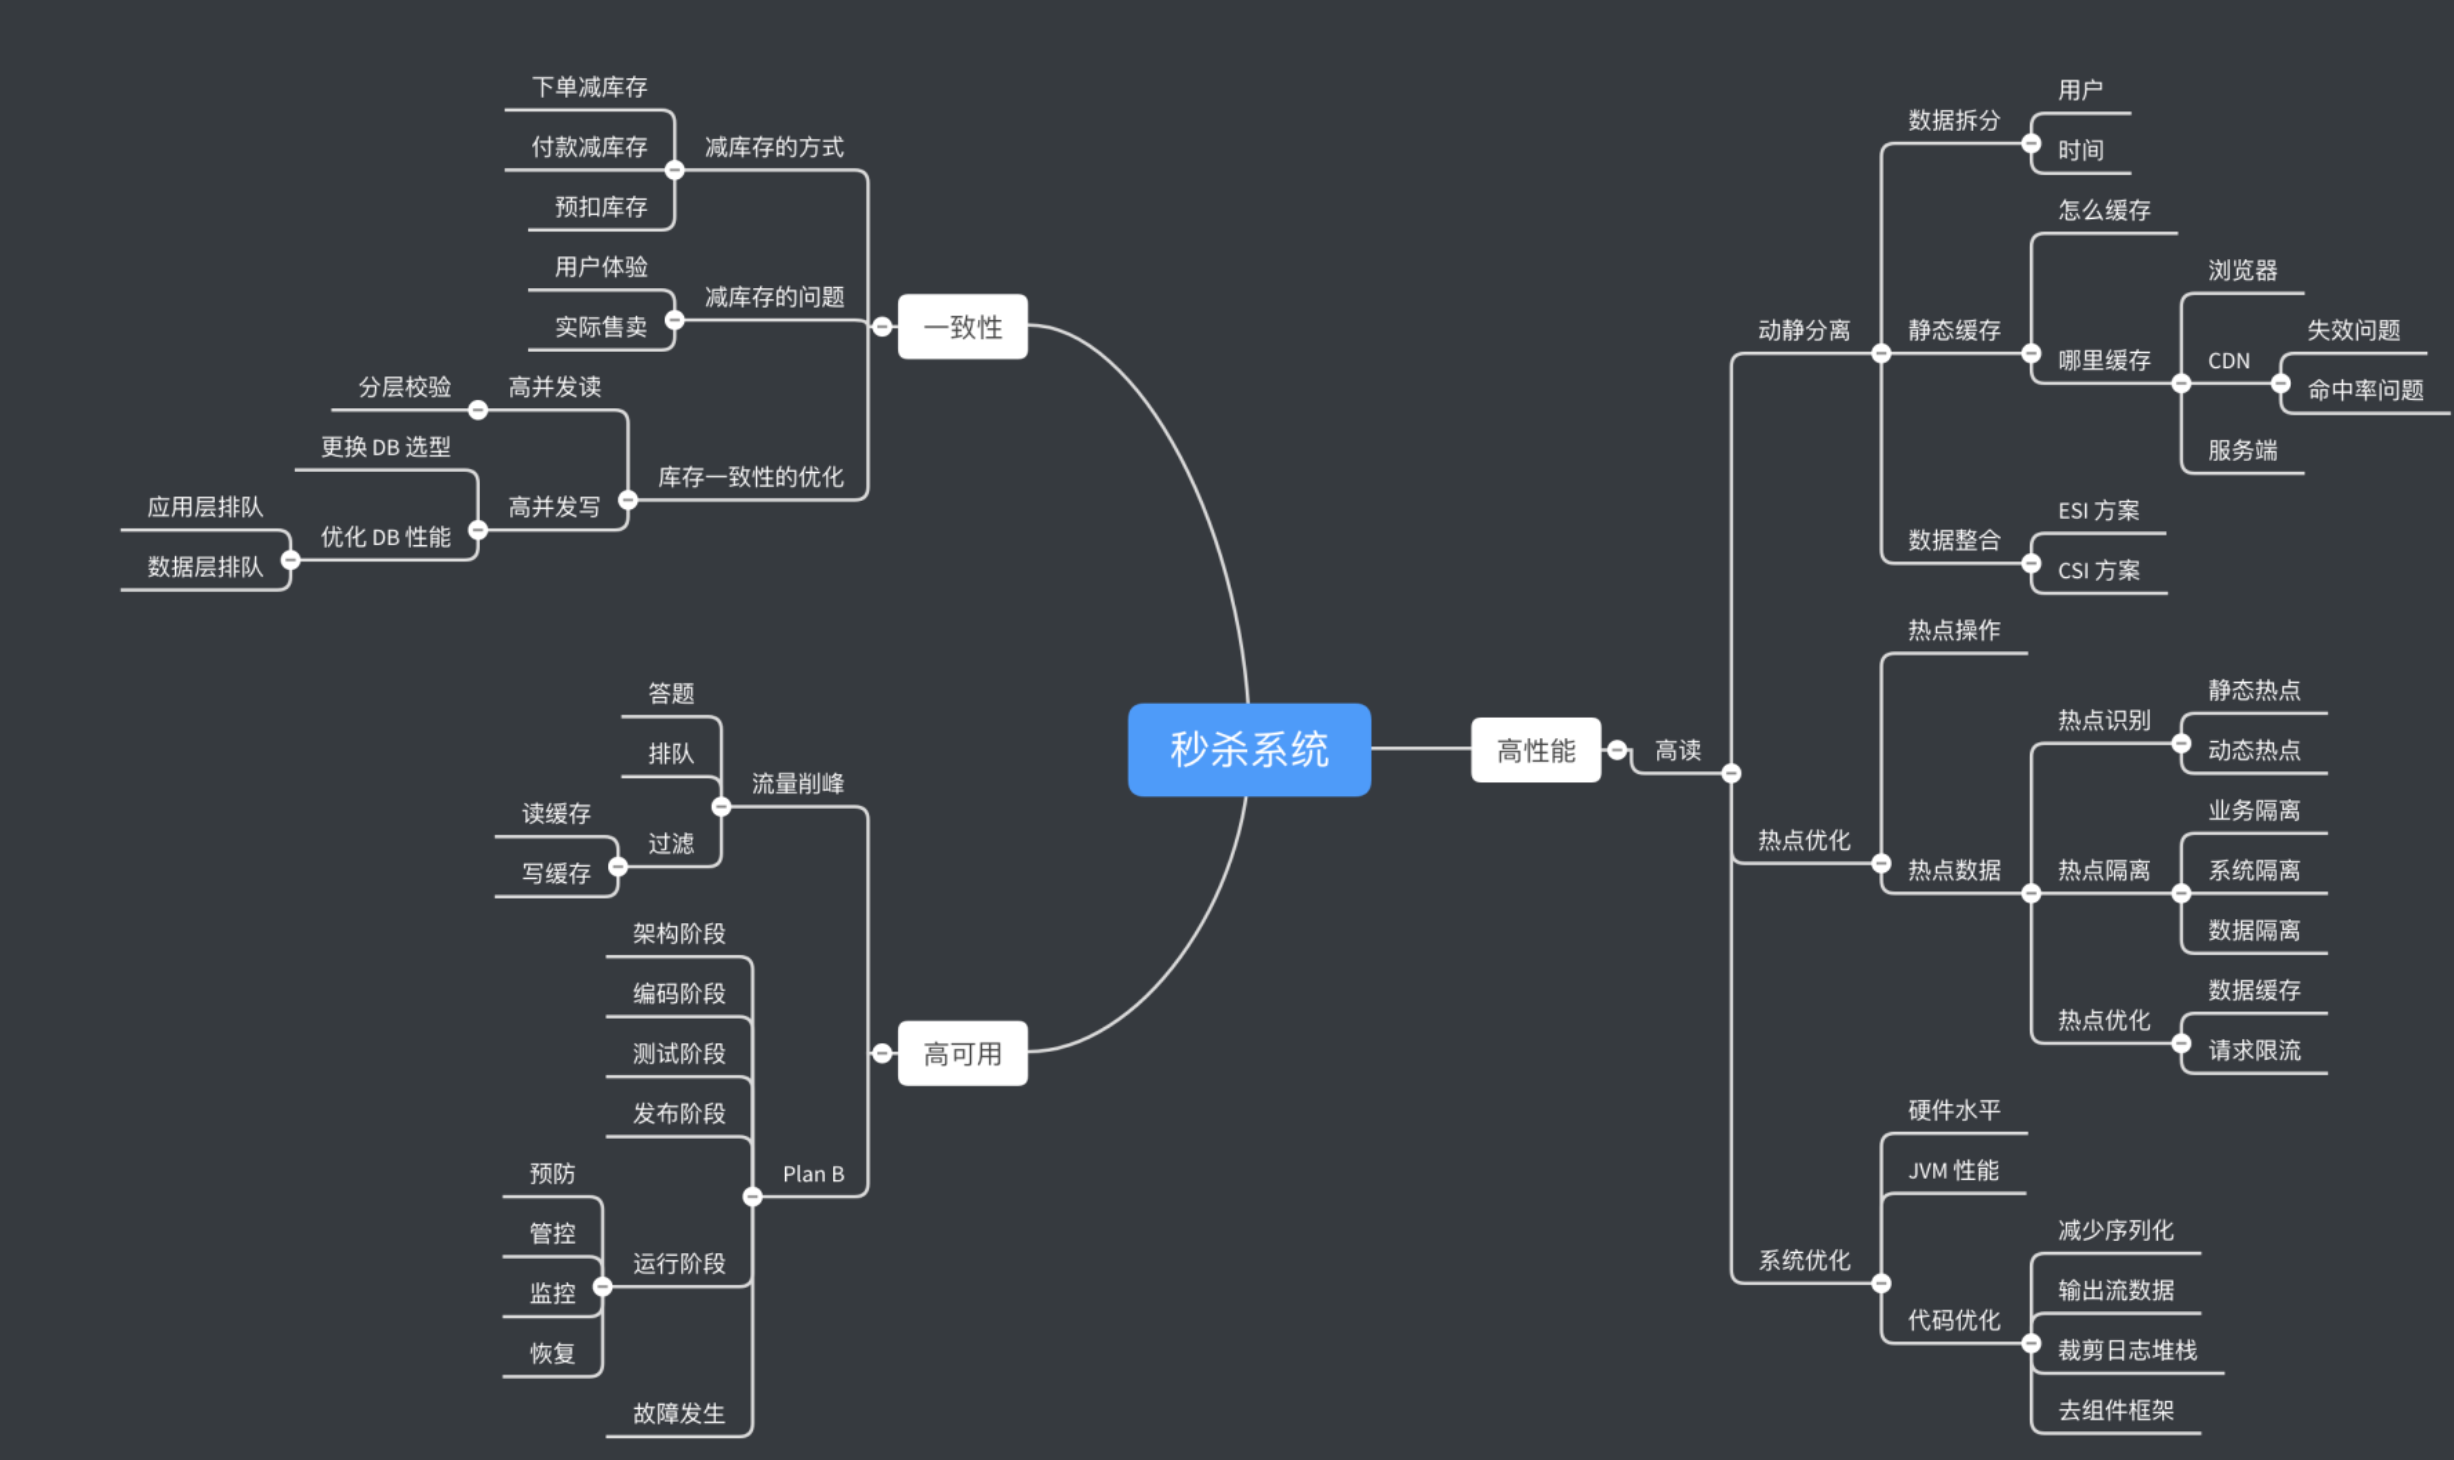 秒杀系统
一致性
减库存的方式
下单减库存
付款减库存
预扣库存
减库存的问题
用户体验
实际售卖
库存一致性的优化
高并发读
分层校验
高并发写
更换 DB 选型
优化 DB 性能
应用层排队
数据层排队
高可用
流量削峰
答题
排队
过滤
读缓存
写缓存
Plan B
架构阶段
编码阶段
测试阶段
发布阶段
运行阶段
预防
管控
监控
恢复
故障发生
高性能
高读
动静分离
数据拆分
用户
时间
静态缓存
怎么缓存
哪里缓存
浏览器
CDN
失效问题
命中率问题
服务端
数据整合
ESI 方案
CSI 方案
热点优化
热点操作
热点数据
热点识别
静态热点
动态热点
热点隔离
业务隔离
系统隔离
数据隔离
热点优化
数据缓存
请求限流
系统优化
硬件水平
JVM 性能
代码优化
减少序列化
输出流数据
裁剪日志堆栈
去组件框架